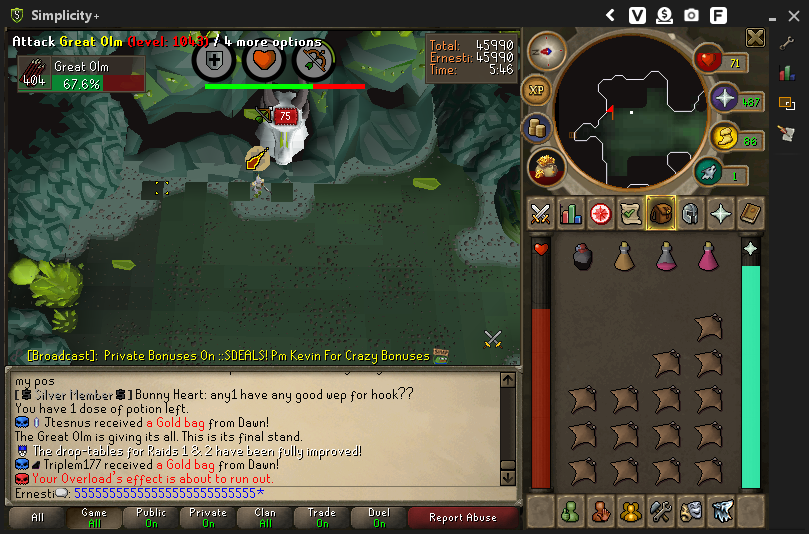 Simplicity+
Attack Great Olm (level: 1043) / 4 more options
Great Olm
404
67.6%
Total: 45990
Ernesti: 45990
Time: 5:46
75
71
XP
487
86
1
[Broadcast]: Private Bonuses On ::SDEALS! Pm Kevin For Crazy Bonuses
my pos
[Silver Member] Bunny Heart: any1 have any good wep for hook??
You have 1 dose of potion left.
Jtesnus received a Gold bag from Dawn!
The Great Olm is giving its all. This is its final stand.
The drop-tables for Raids 1 & 2 have been fully improved!
Triplem177 received a Gold bag from Dawn!
Your Overload's effect is about to run out.
All
Game
All
Public
On
Private
On
Clan
All
Trade
On
Duel
On
Report Abuse